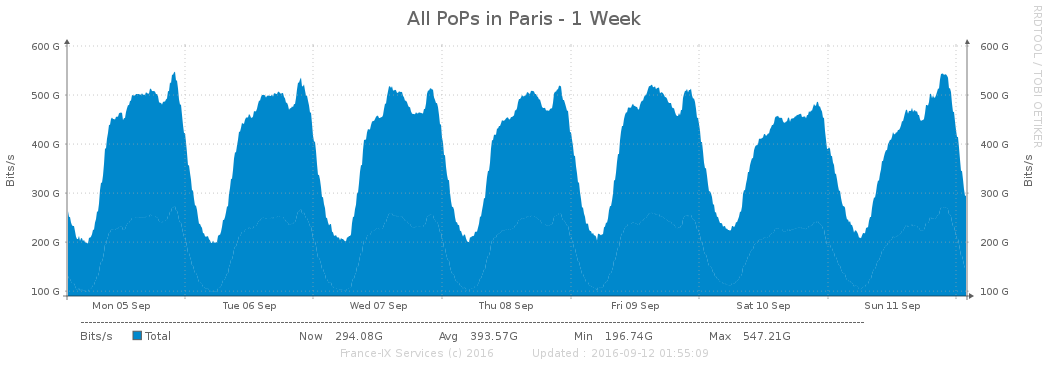 All PoPs in Paris - 1 Week
RRDTOOL / TOBI OETIKER
600 G 600 G
500 G 500 G
400 G 400 G
300 G 300 G
200 G 200 G
100 G 100 G
Bits/s
Bits/s
Mon 05 Sep Tue 06 Sep Wed 07 Sep Thu 08 Sep Fri 09 Sep Sat 10 Sep Sun 11 Sep
Bits/s Total Now 294.08G Avg 393.57G Min 196.74G Max 547.21G
France-IX Services (c) 2016 Updated : 2016-09-12 01:55:09